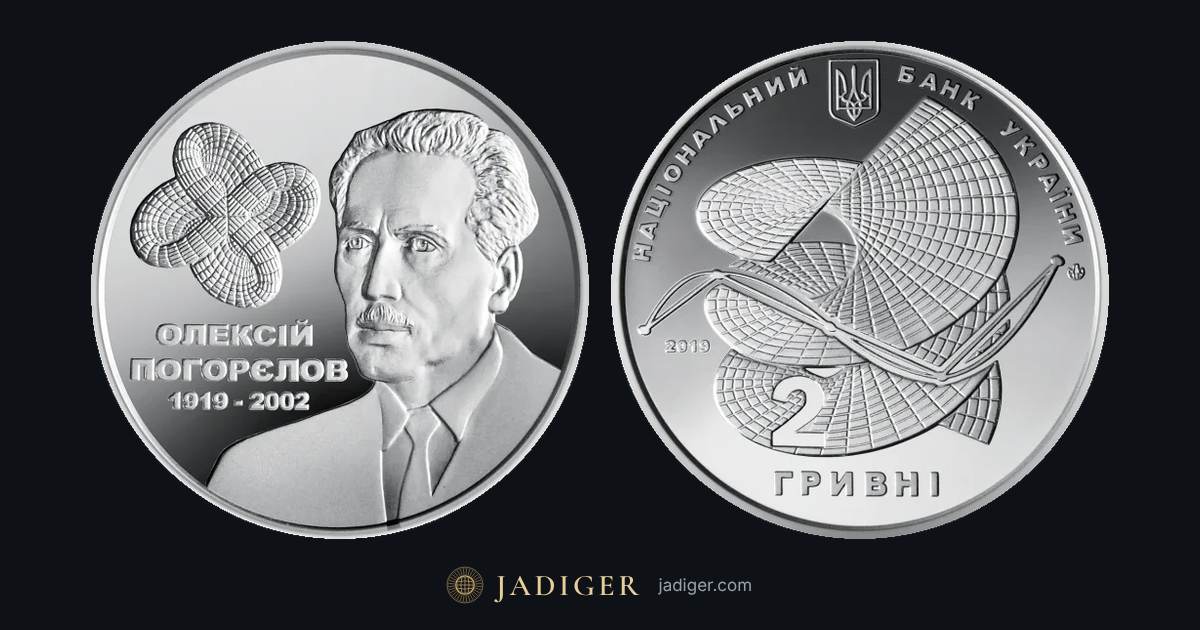 ОЛЕКСІЙ
ПОГОРЄЛОВ
1919 - 2002
НАЦІОНАЛЬНИЙ БАНК УКРАЇНИ
2019
2
ГРИВНІ
JADIGER jadiger.com